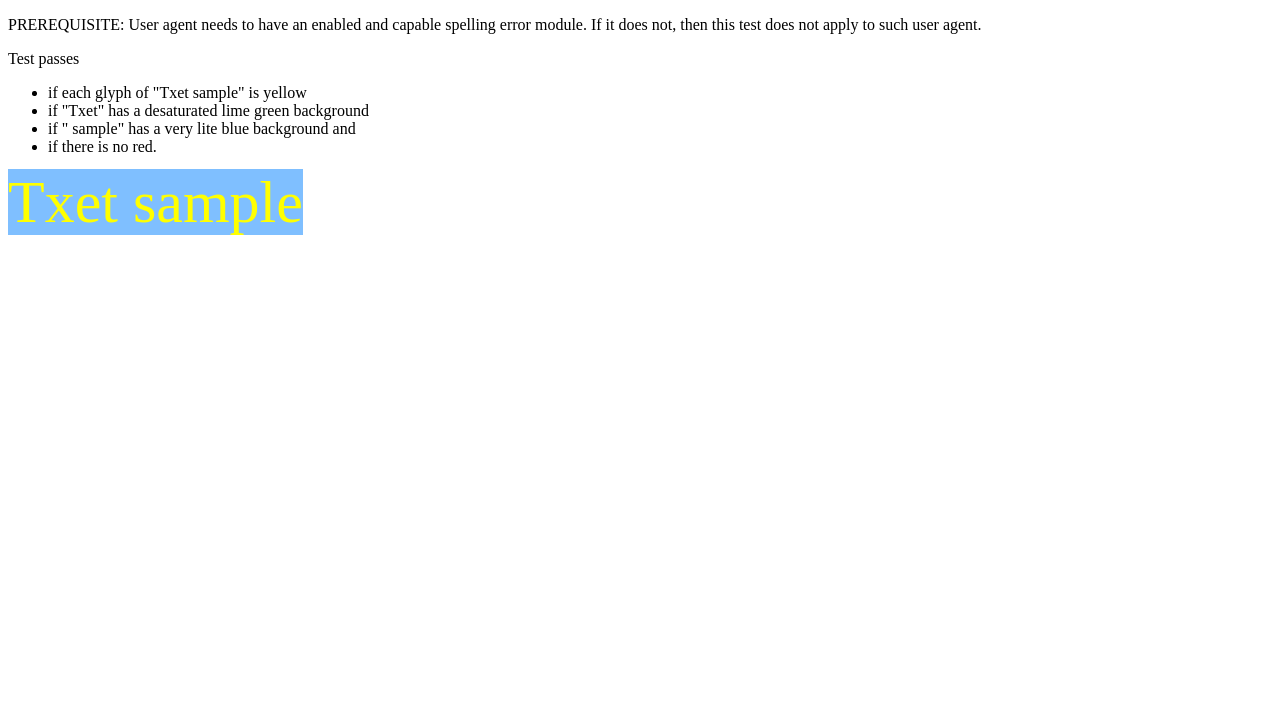 PREREQUISITE: User agent needs to have an enabled and capable spelling error module. If it does not, then this test does not apply to such user agent.
Test passes
if each glyph of "Txet sample" is yellow
if "Txet" has a desaturated lime green background
if " sample" has a very lite blue background and
if there is no red.
Txet sample